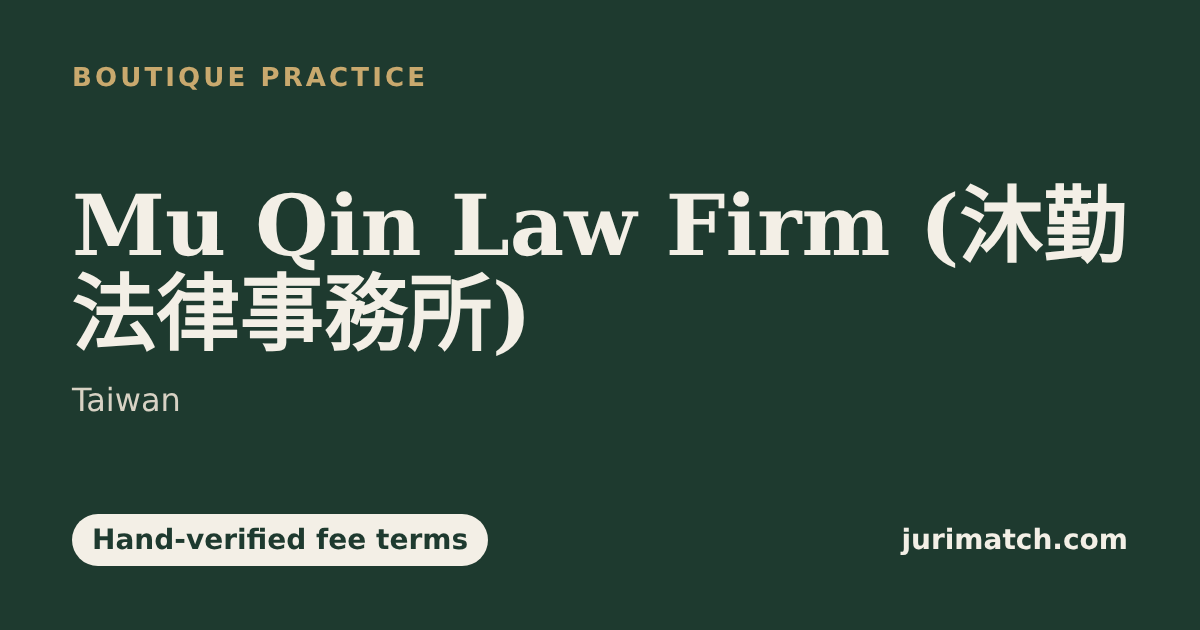 BOUTIQUE PRACTICE
Mu Qin Law Firm (沐勤
法律事務所)
Taiwan
Hand-verified fee terms
jurimatch.com